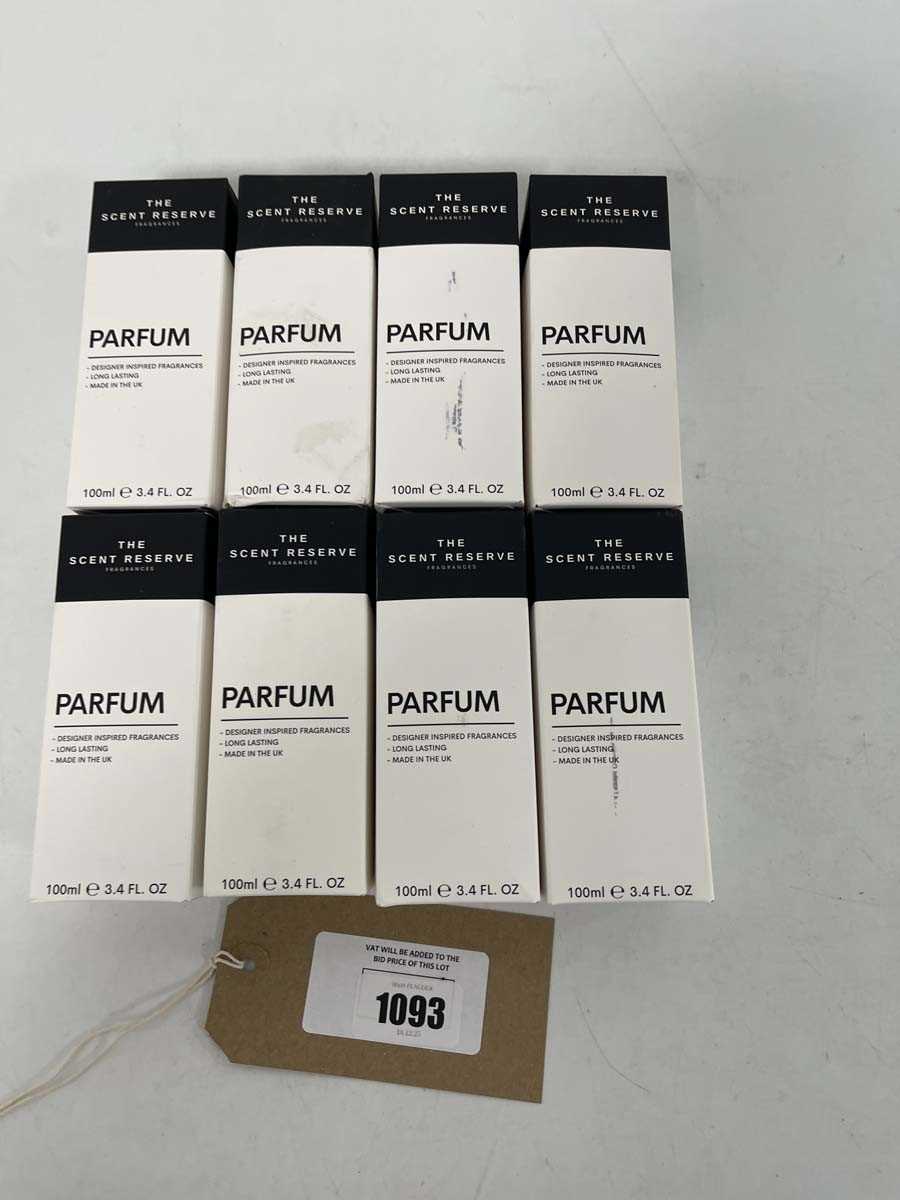 THE
SCENT RESERVE
FRAGRANCES
PARFUM
- DESIGNER INSPIRED FRAGRANCES
- LONG LASTING
- MADE IN THE UK
100ml ℮ 3.4 FL. OZ
THE
SCENT RESERVE
FRAGRANCES
PARFUM
- DESIGNER INSPIRED FRAGRANCES
- LONG LASTING
- MADE IN THE UK
100ml ℮ 3.4 FL. OZ
THE
SCENT RESERVE
FRAGRANCES
PARFUM
- DESIGNER INSPIRED FRAGRANCES
- LONG LASTING
- MADE IN THE UK
100ml ℮ 3.4 FL. OZ
THE
SCENT RESERVE
FRAGRANCES
PARFUM
- DESIGNER INSPIRED FRAGRANCES
- LONG LASTING
- MADE IN THE UK
100ml ℮ 3.4 FL. OZ
THE
SCENT RESERVE
FRAGRANCES
PARFUM
- DESIGNER INSPIRED FRAGRANCES
- LONG LASTING
- MADE IN THE UK
100ml ℮ 3.4 FL. OZ
THE
SCENT RESERVE
FRAGRANCES
PARFUM
- DESIGNER INSPIRED FRAGRANCES
- LONG LASTING
- MADE IN THE UK
100ml ℮ 3.4 FL. OZ
THE
SCENT RESERVE
FRAGRANCES
PARFUM
- DESIGNER INSPIRED FRAGRANCES
- LONG LASTING
- MADE IN THE UK
100ml ℮ 3.4 FL. OZ
THE
SCENT RESERVE
FRAGRANCES
PARFUM
- DESIGNER INSPIRED FRAGRANCES
- LONG LASTING
- MADE IN THE UK
100ml ℮ 3.4 FL. OZ
VAT WILL BE ADDED TO THE
BID PRICE OF THIS LOT
1093